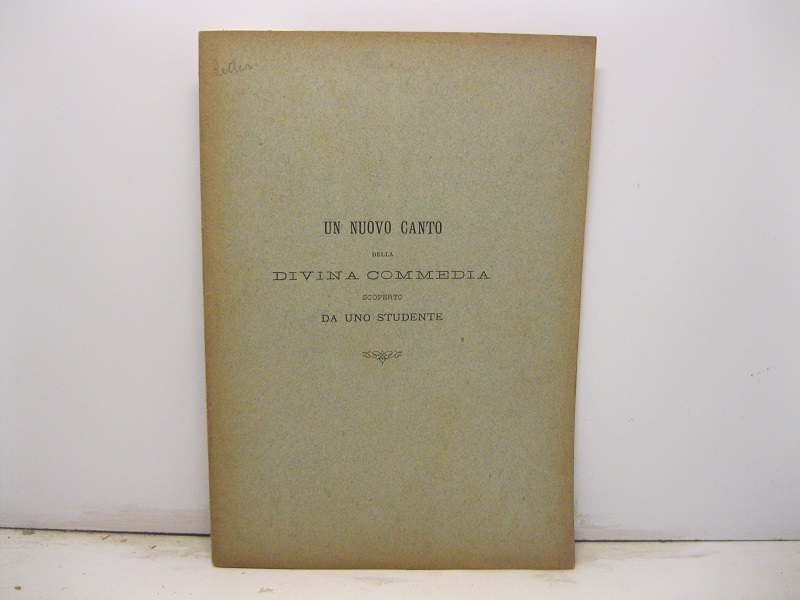 UN NUOVO CANTO
DELLA
DIVINA COMMEDIA
SCOPERTO
DA UNO STUDENTE